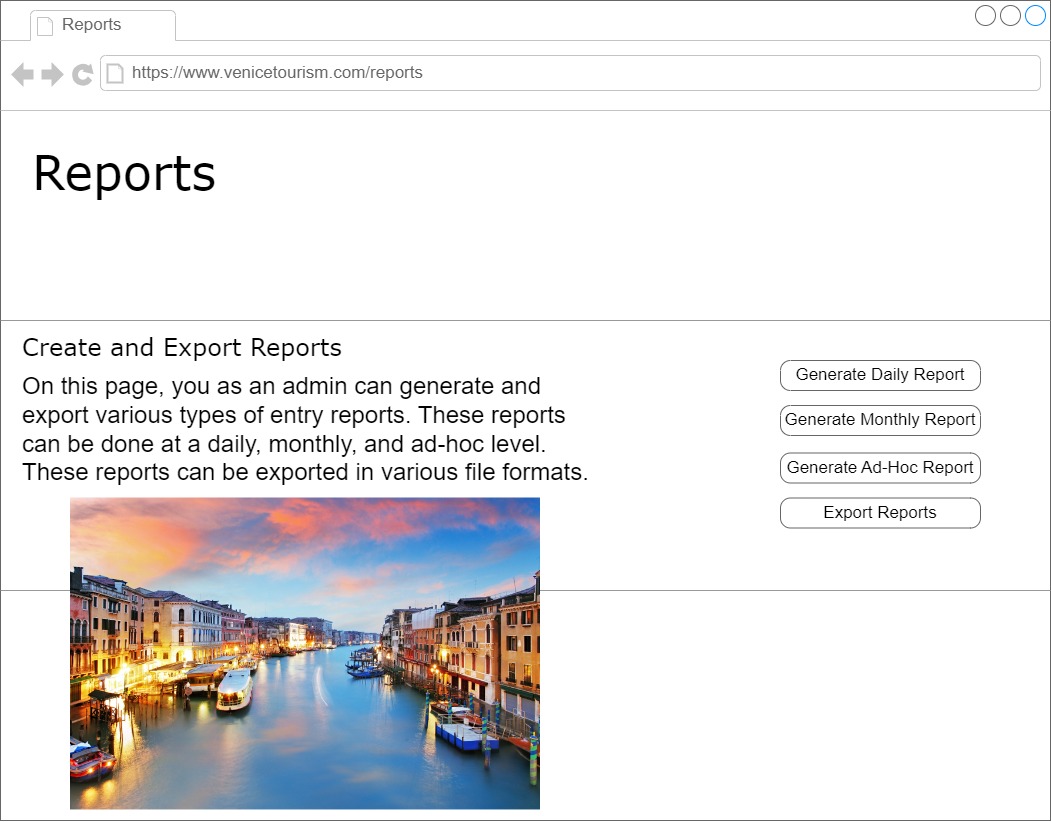 Reports
https://www.venicetourism.com/reports
Reports
Create and Export Reports
On this page, you as an admin can generate and
export various types of entry reports. These reports
can be done at a daily, monthly, and ad-hoc level.
These reports can be exported in various file formats.
Generate Daily Report
Generate Monthly Report
Generate Ad-Hoc Report
Export Reports